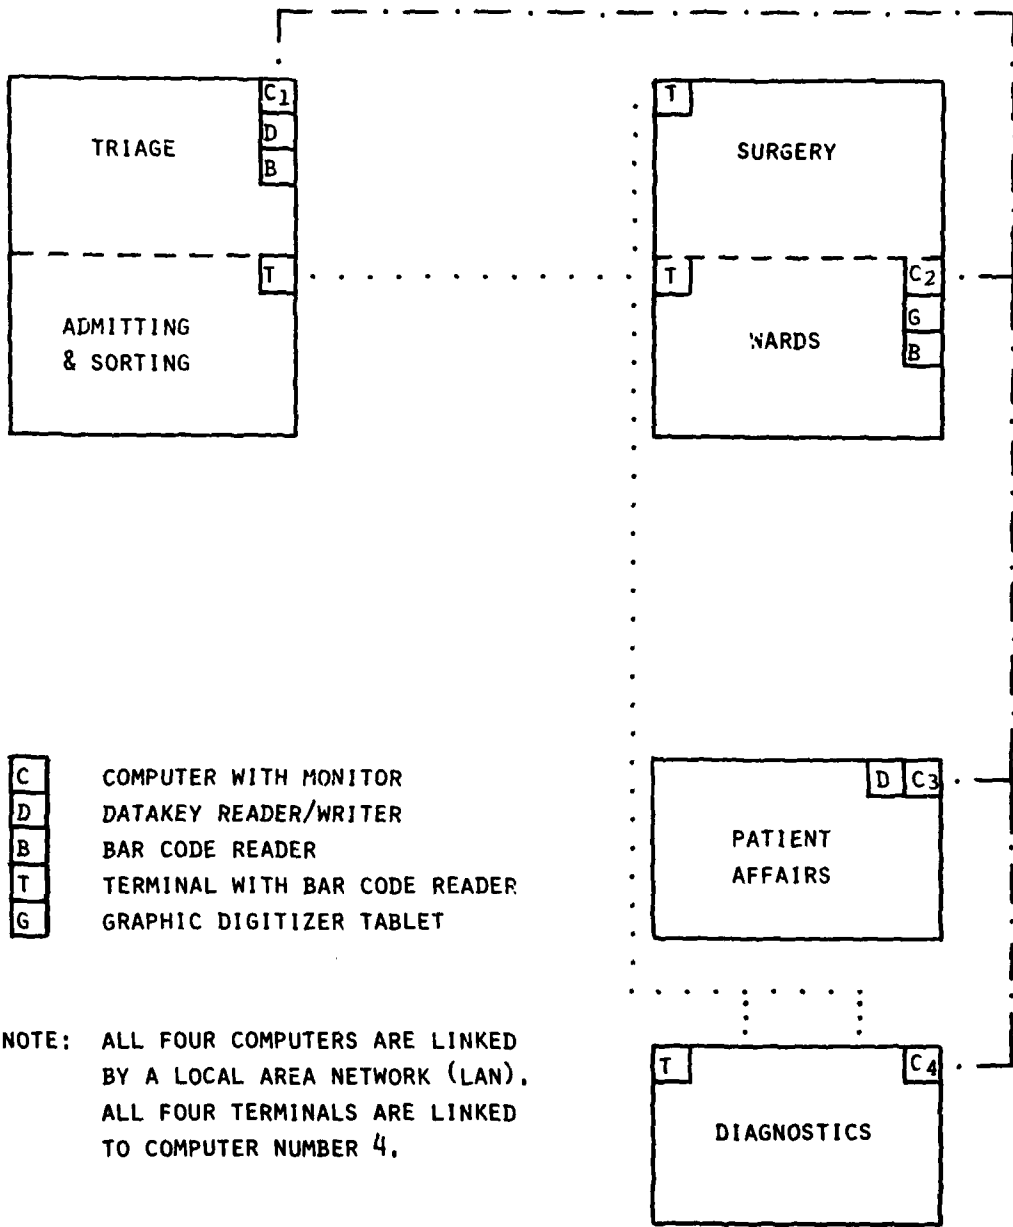 C1
D
B
TRIAGE
T
ADMITTING
& SORTING
T
SURGERY
T
C2
G
B
WARDS
C COMPUTER WITH MONITOR
D DATAKEY READER/WRITER
B BAR CODE READER
T TERMINAL WITH BAR CODE READER
G GRAPHIC DIGITIZER TABLET
D C3
PATIENT
AFFAIRS
NOTE: ALL FOUR COMPUTERS ARE LINKED
BY A LOCAL AREA NETWORK (LAN).
ALL FOUR TERMINALS ARE LINKED
TO COMPUTER NUMBER 4.
T
C4
DIAGNOSTICS